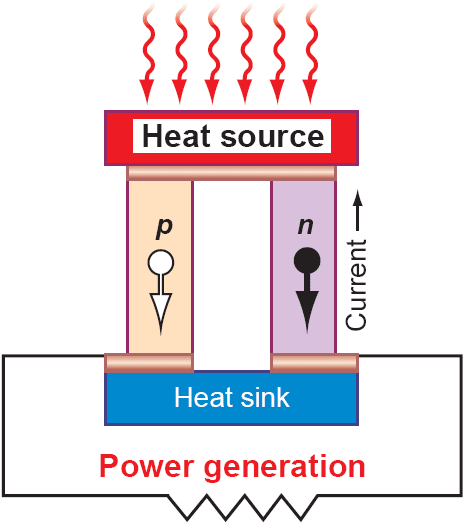 Heat source
p
n
Current
Heat sink
Power generation